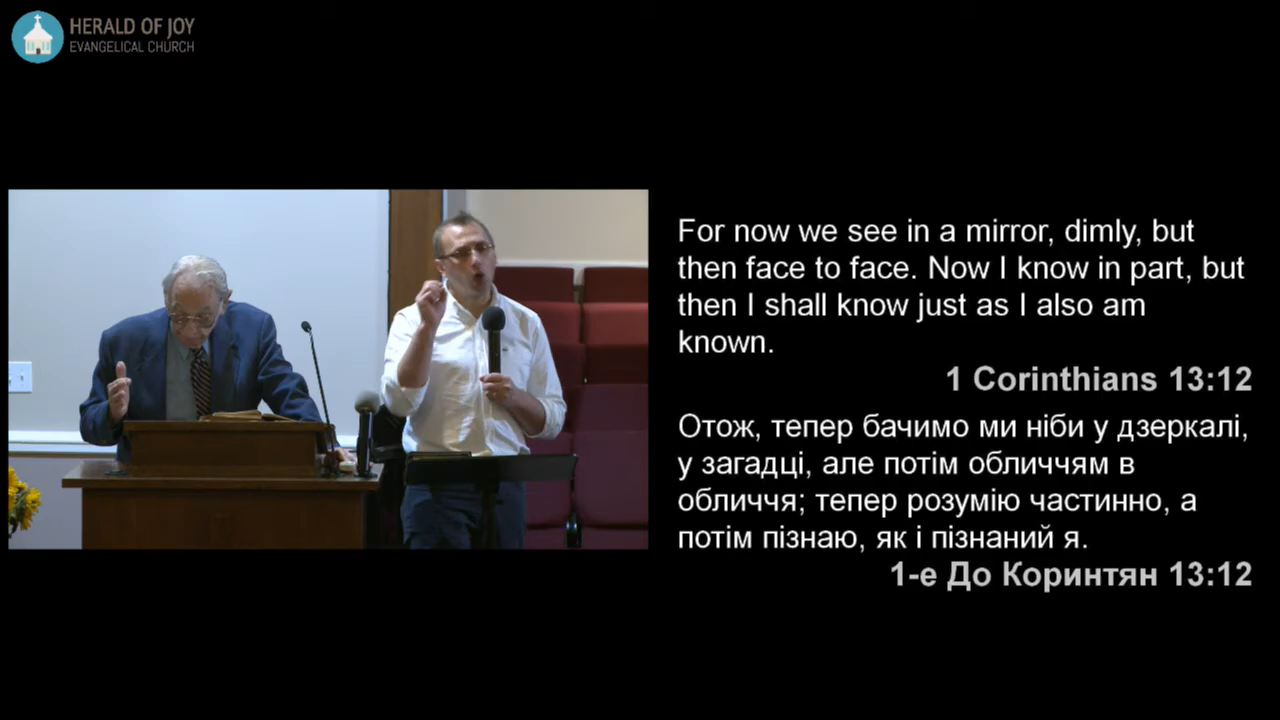 HERALD OF JOY
EVANGELICAL CHURCH
For now we see in a mirror, dimly, but
then face to face. Now I know in part, but
then I shall know just as I also am
known.
1 Corinthians 13:12
Отож, тепер бачимо ми ніби у дзеркалі,
у загадці, але потім обличчям в
обличчя; тепер розумію частинно, а
потім пізнаю, як і пізнаний я.
1-е До Коринтян 13:12